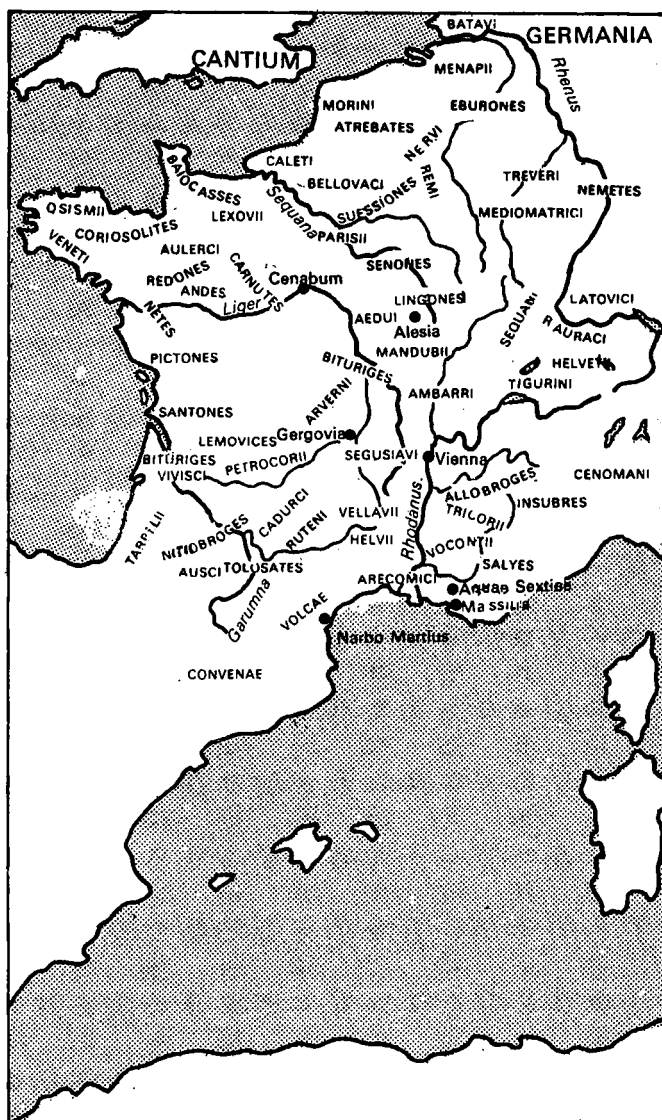 BATAVI
GERMANIA
CANTIUM
MENAPII
Rhenus
MORINI
EBURONES
ATREBATES
NERVI
CALETI
REMI
BAIOCASSES
BELLOVACI
TREVERI
NEMETES
OSISMII
LEXOVII
Sequana
SUESSIONES
MEDIOMATRICI
CORIOSOLITES
PARISII
VENETI
AULERCI
SENONES
REDONES
CARNUTES
Cenabum
ANDES
Liger
LINGONES
LATOVICI
NETES
AEDUI
Alesia
SEQUANI
RAURACI
MANDUBII
PICTONES
BITURIGES
HELVETII
TIGURINI
AMBARRI
ARVERNI
SANTONES
LEMOVICES
Gergovia
BITURIGES
VIVISCI
PETROCORII
SEGUSIAVI
Vienna
CENOMANI
ALLOBROGES
INSUBRES
TRICORII
CADURCI
VELLAVII
Rhodanus
TARPILII
NITIOBROGES
RUTENI
HELVII
VOCONTII
AUSCI
TOLOSATES
SALYES
ARECOMICI
Aquae Sextiea
Garumna
VOLCAE
Massilia
Narbo Martius
CONVENAE